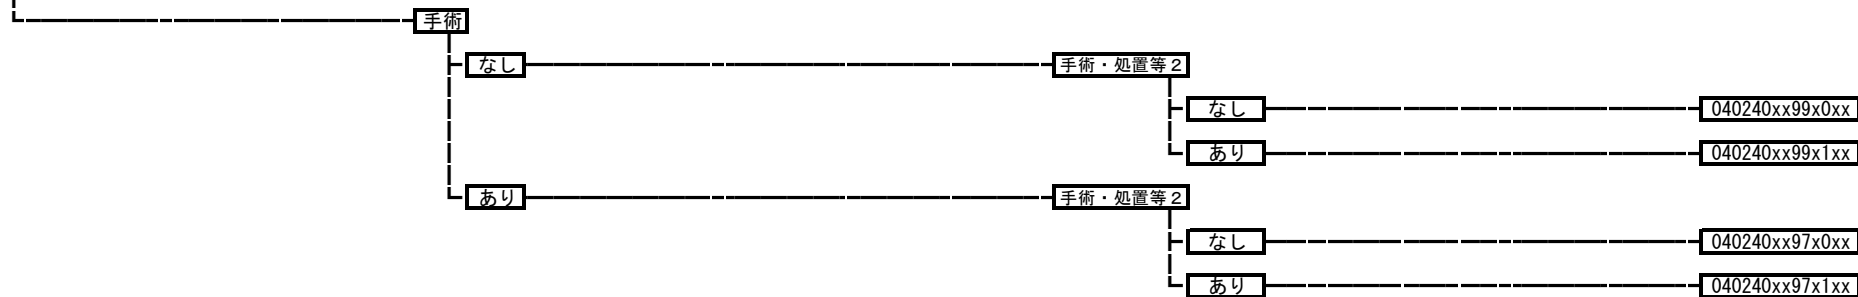 手術
なし 手術・処置等２
なし 040240xx99x0xx
あり 040240xx99x1xx
あり 手術・処置等２
なし 040240xx97x0xx
あり 040240xx97x1xx